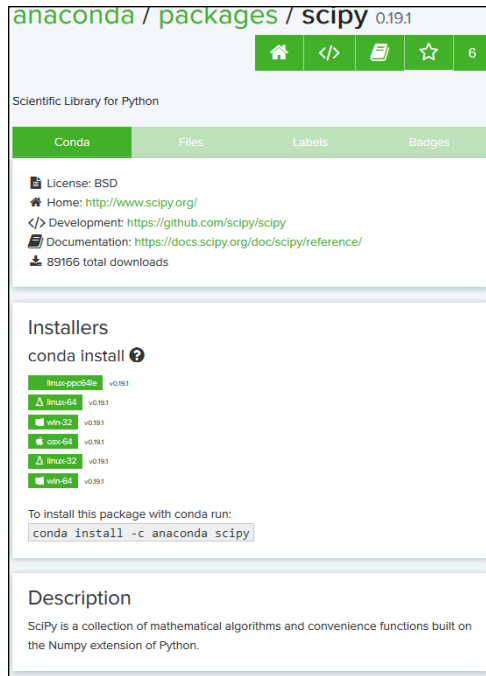 anaconda / packages / scipy 0.19.1
</> 6
Scientific Library for Python
Conda Files Labels Badges
License: BSD
Home: http://www.scipy.org/
</> Development: https://github.com/scipy/scipy
Documentation: https://docs.scipy.org/doc/scipy/reference/
89166 total downloads
Installers
conda install ?
linux-ppc64le v0.19.1
linux-64 v0.19.1
win-32 v0.19.1
osx-64 v0.19.1
linux-32 v0.19.1
win-64 v0.19.1
To install this package with conda run:
conda install -c anaconda scipy
Description
SciPy is a collection of mathematical algorithms and convenience functions built on
the Numpy extension of Python.